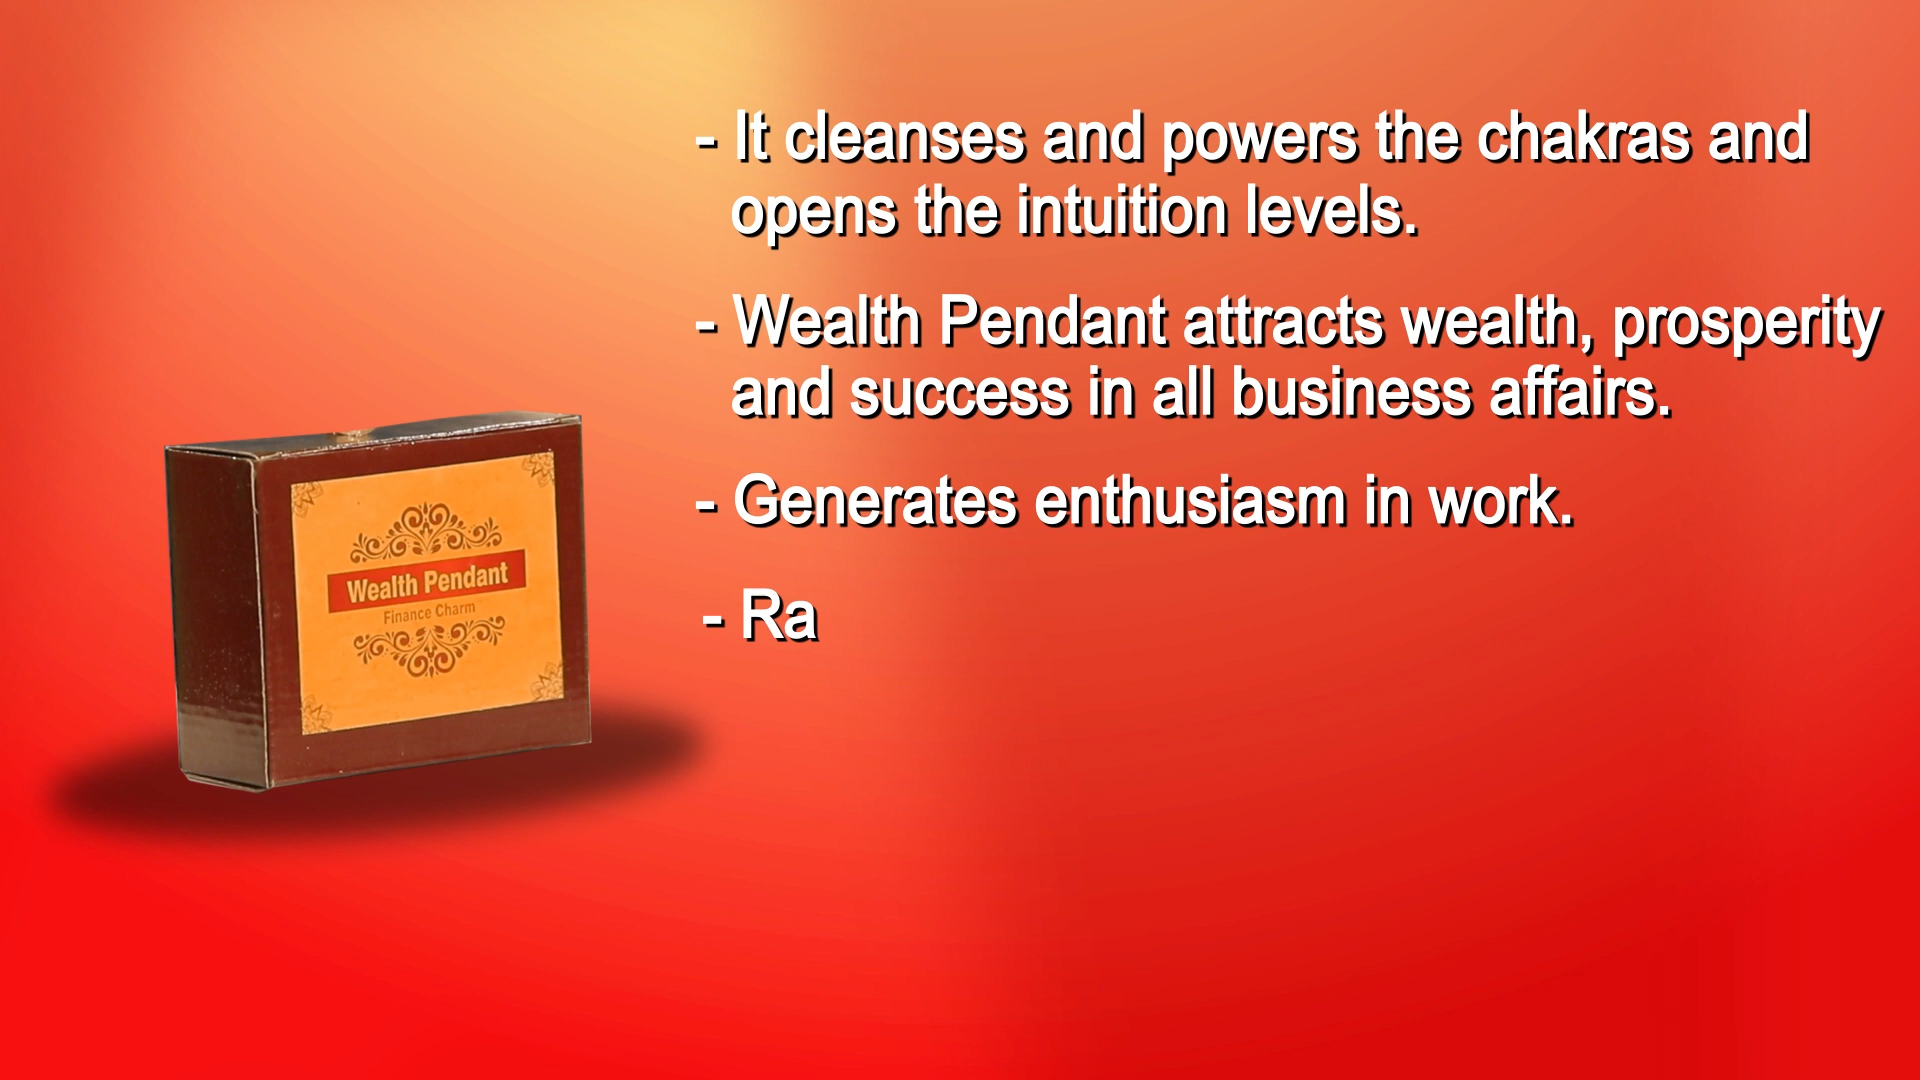 - It cleanses and powers the chakras and
opens the intuition levels.
- Wealth Pendant attracts wealth, prosperity
and success in all business affairs.
- Generates enthusiasm in work.
- Ra
Wealth Pendant
Finance Charm